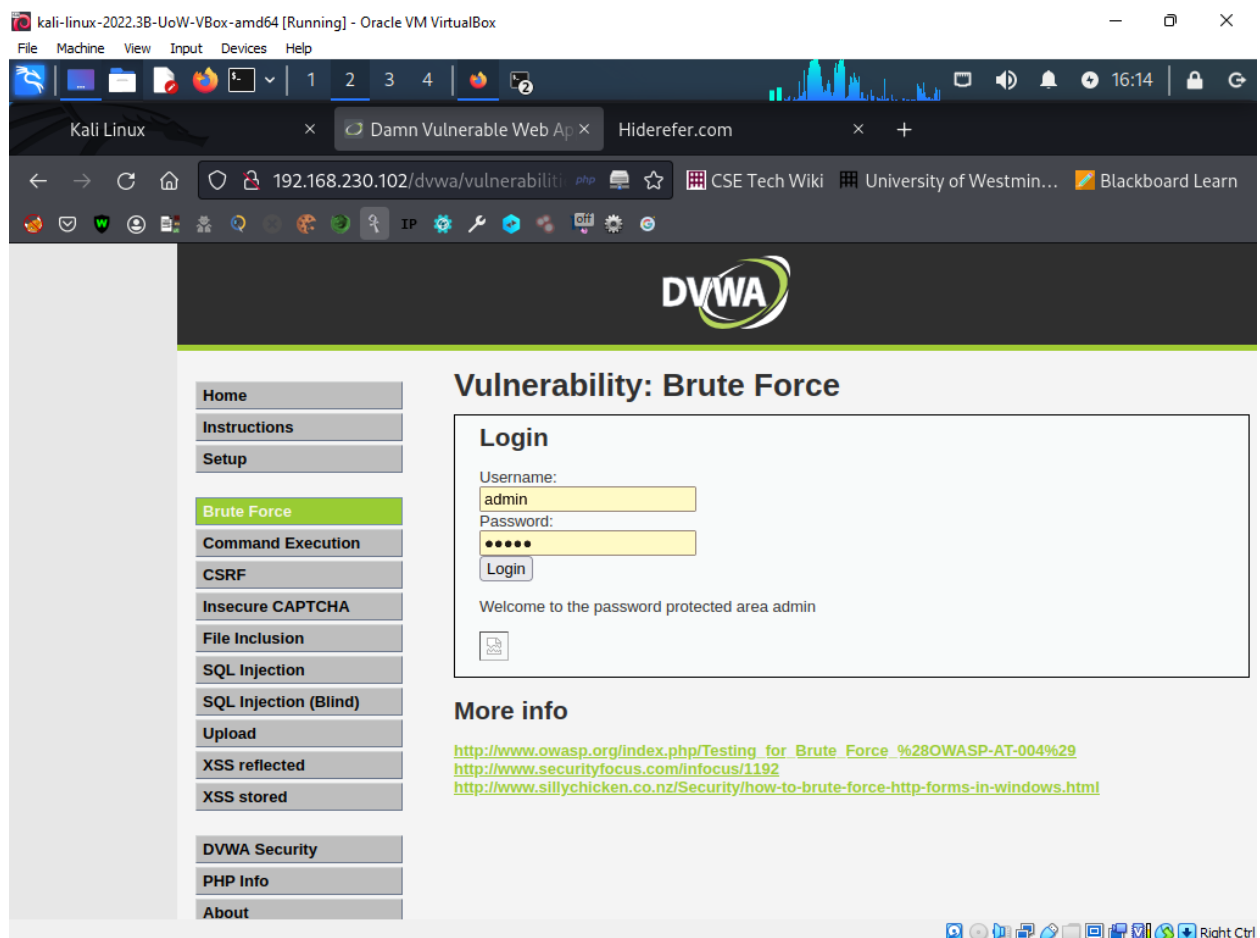 kali-linux-2022.3B-UoW-VBox-amd64 [Running] - Oracle VM VirtualBox
File Machine View Input Devices Help
1 2 3 4 2 16:14
Kali Linux Damn Vulnerable Web Ap Hiderefer.com
192.168.230.102/dvwa/vulnerabiliti php CSE Tech Wiki University of Westmin... Blackboard Learn
W IP off G
DVWA
Home
Instructions
Setup
Brute Force
Command Execution
CSRF
Insecure CAPTCHA
File Inclusion
SQL Injection
SQL Injection (Blind)
Upload
XSS reflected
XSS stored
DVWA Security
PHP Info
About
Vulnerability: Brute Force
Login
Username:
admin
Password:
•••••
Login
Welcome to the password protected area admin
More info
http://www.owasp.org/index.php/Testing_for_Brute_Force_%28OWASP-AT-004%29
http://www.securityfocus.com/infocus/1192
http://www.sillychicken.co.nz/Security/how-to-brute-force-http-forms-in-windows.html
Right Ctrl